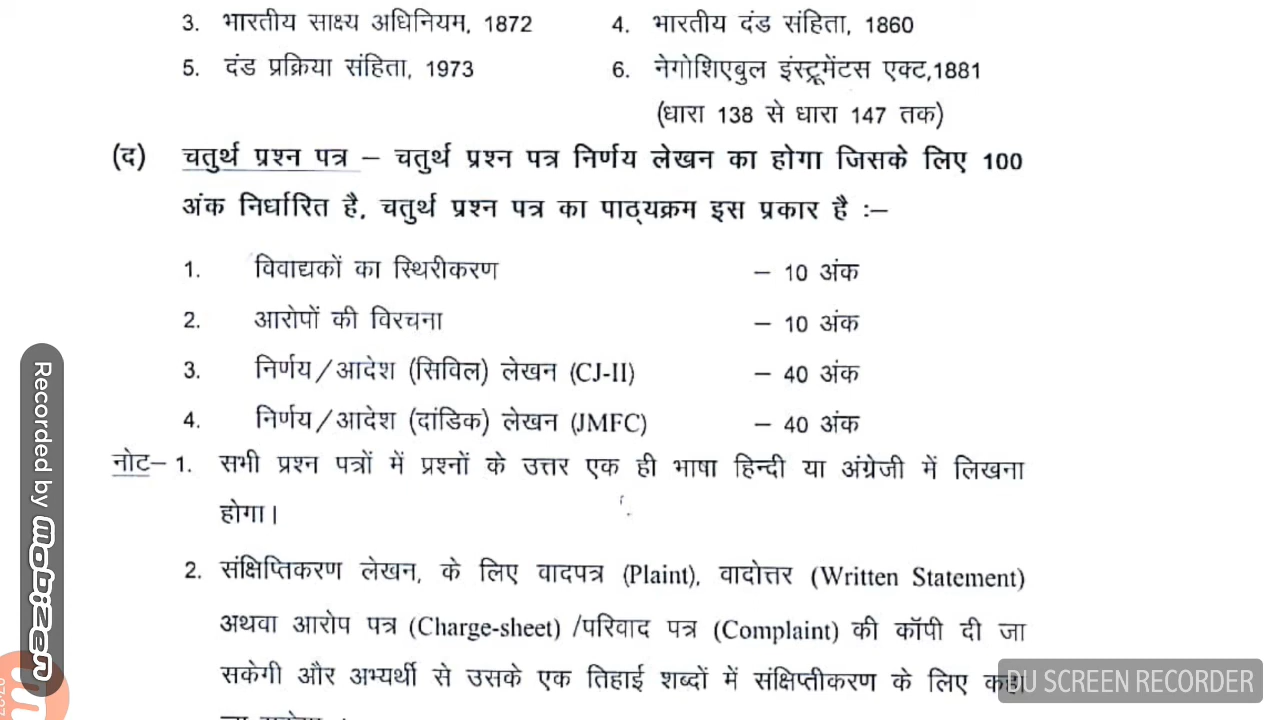 3. भारतीय साक्ष्य अधिनियम, 1872 4. भारतीय दंड संहिता, 1860
5. दंड प्रक्रिया संहिता, 1973 6. नेगोशिएबुल इंस्ट्रूमेंटस एक्ट,1881
(धारा 138 से धारा 147 तक)
(द) चतुर्थ प्रश्न पत्र – चतुर्थ प्रश्न पत्र निर्णय लेखन का होगा जिसके लिए 100
अंक निर्धारित है, चतुर्थ प्रश्न पत्र का पाठ्यक्रम इस प्रकार है :–
1. विवाद्यकों का स्थिरीकरण – 10 अंक
2. आरोपों की विरचना – 10 अंक
3. निर्णय/आदेश (सिविल) लेखन (CJ-II) – 40 अंक
4. निर्णय/आदेश (दांडिक) लेखन (JMFC) – 40 अंक
नोट– 1. सभी प्रश्न पत्रों में प्रश्नों के उत्तर एक ही भाषा हिन्दी या अंग्रेजी में लिखना
होगा।
2. संक्षिप्तिकरण लेखन, के लिए वादपत्र (Plaint), वादोत्तर (Written Statement)
अथवा आरोप पत्र (Charge-sheet) /परिवाद पत्र (Complaint) की कॉपी दी जा
सकेगी और अभ्यर्थी से उसके एक तिहाई शब्दों में संक्षिप्तीकरण के लिए कहा
Recorded by Mobizen
DU SCREEN RECORDER